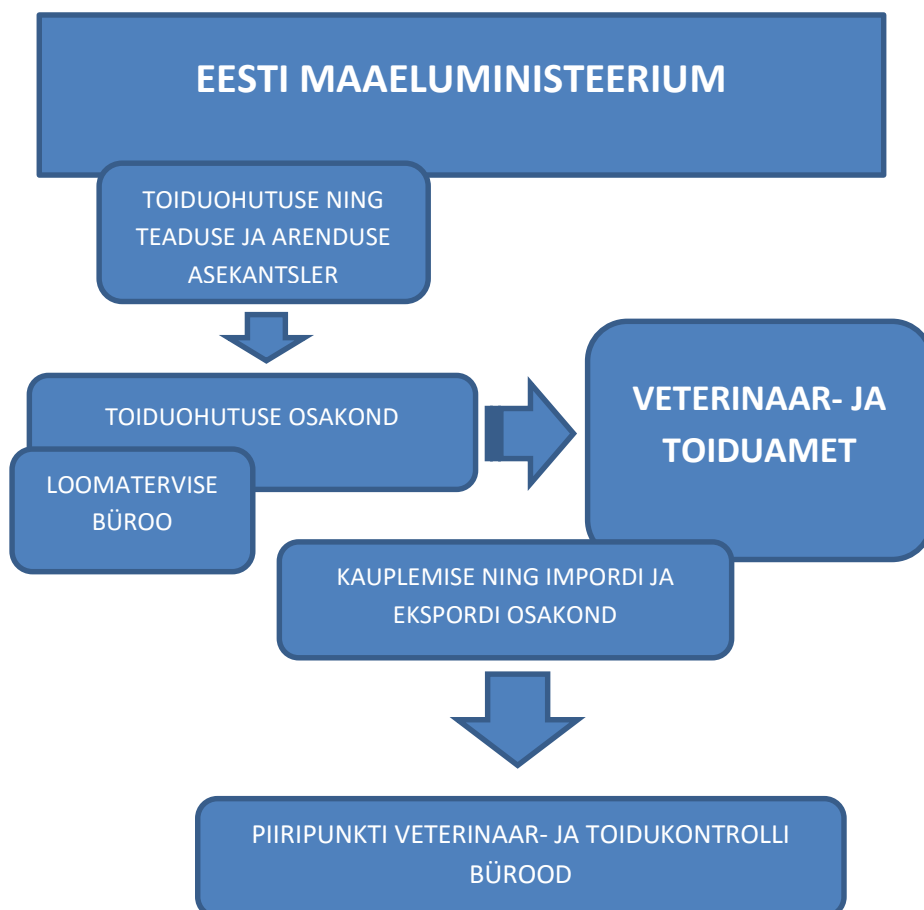 EESTI MAAELUMINISTEERIUM
TOIDUOHUTUSE NING
TEADUSE JA ARENDUSE
ASEKANTSLER
TOIDUOHUTUSE OSAKOND
LOOMATERVISE
BÜROO
VETERINAAR- JA
TOIDUAMET
KAUPLEMISE NING IMPORDI JA
EKSPORDI OSAKOND
PIIRIPUNKTI VETERINAAR- JA TOIDUKONTROLLI
BÜROOD